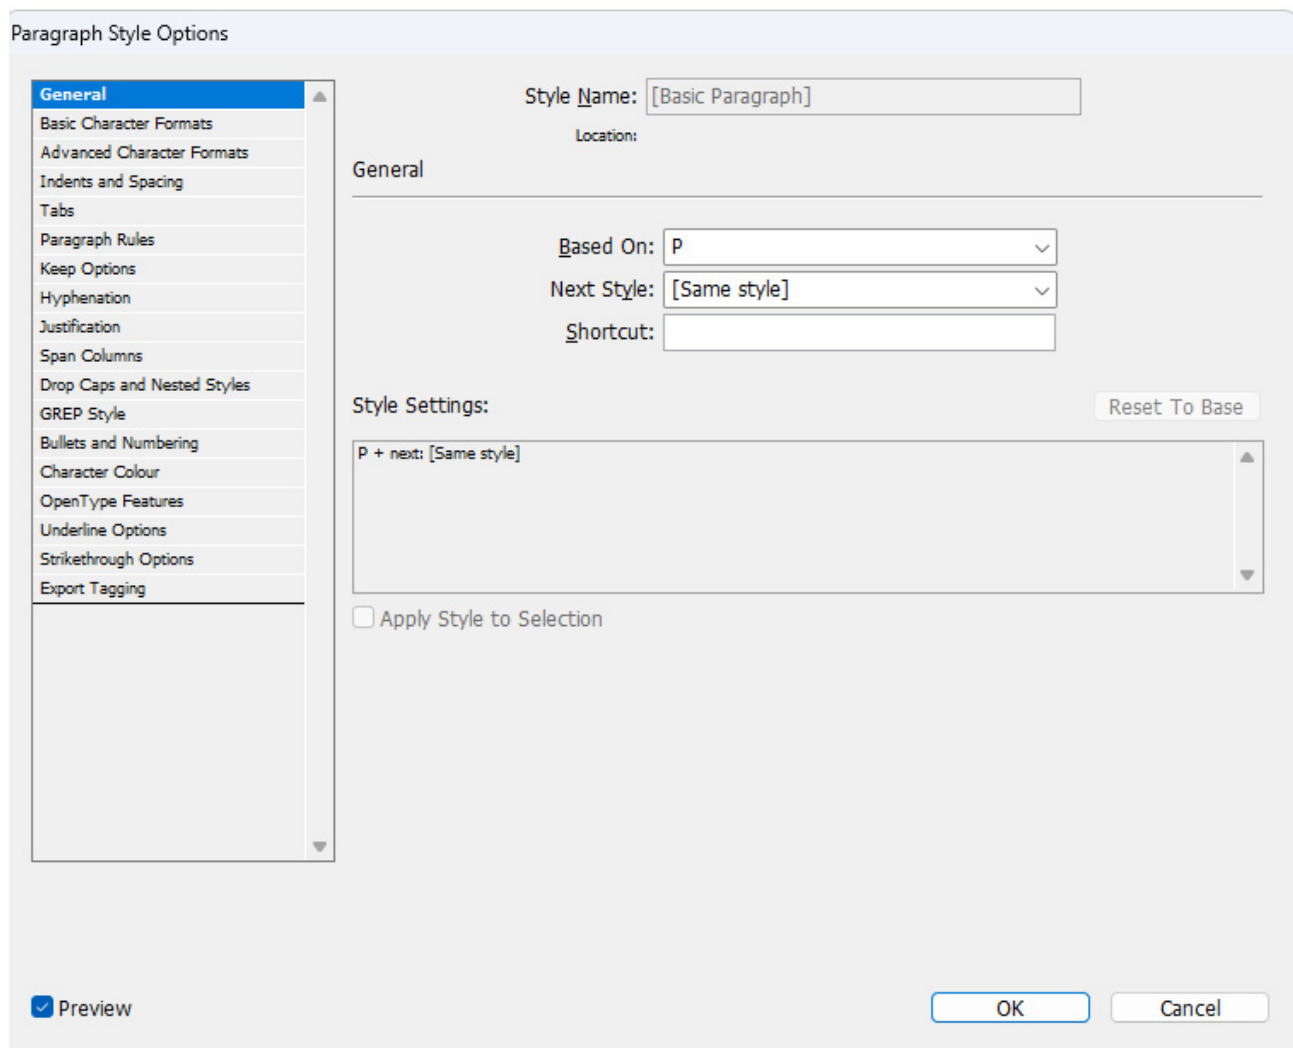 Paragraph Style Options
General
Basic Character Formats
Advanced Character Formats
Indents and Spacing
Tabs
Paragraph Rules
Keep Options
Hyphenation
Justification
Span Columns
Drop Caps and Nested Styles
GREP Style
Bullets and Numbering
Character Colour
OpenType Features
Underline Options
Strikethrough Options
Export Tagging
Style Name: [Basic Paragraph]
Location:
General
Based On: P
Next Style: [Same style]
Shortcut:
Style Settings:
Reset To Base
P + next: [Same style]
Apply Style to Selection
Preview
OK
Cancel